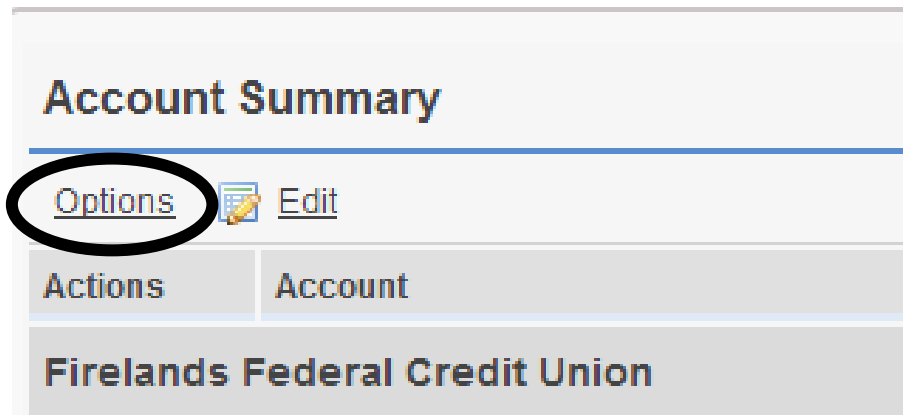 Account Summary
Options Edit
Actions Account
Firelands Federal Credit Union